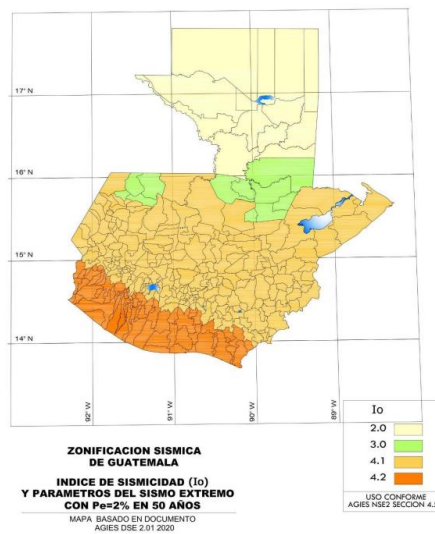 17° N
16° N
15° N
14° N
92° W
91° W
90° W
89° W
Io
2.0
3.0
4.1
4.2
USO CONFORME
AGIES NSE2 SECCION 4.
ZONIFICACION SISMICA
DE GUATEMALA
INDICE DE SISMICIDAD (Io)
Y PARAMETROS DEL SISMO EXTREMO
CON Pe=2% EN 50 AÑOS
MAPA BASADO EN DOCUMENTO
AGIES DSE 2.01 2020